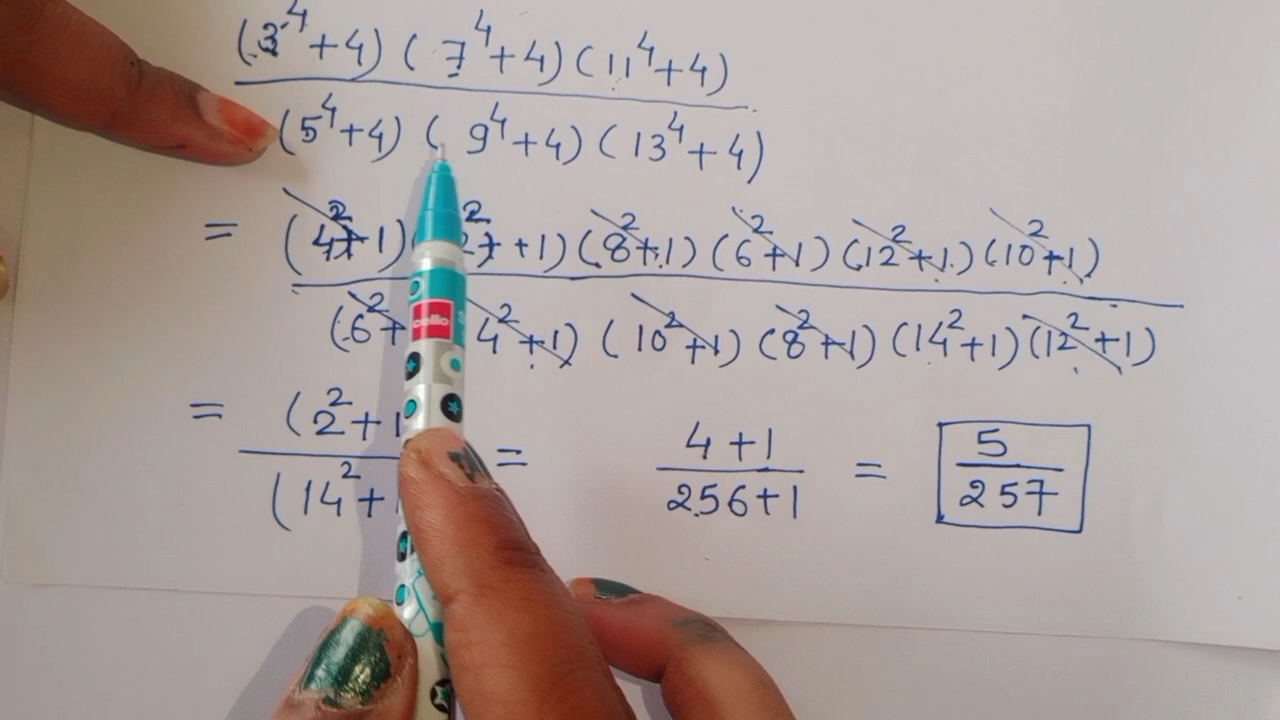 (3⁴+4) (7⁴+4) (11⁴+4)
(5⁴+4) (9⁴+4) (13⁴+4)
= (4²+1) 2²+1) (8²+1) (6²+1) (12²+1) (10²+1)
(6²+ 4²+1) (10²+1) (8²+1) (14²+1) (12²+1)
= (2²+1 = 4+1 = 5
(14²+1 256+1 257
cello